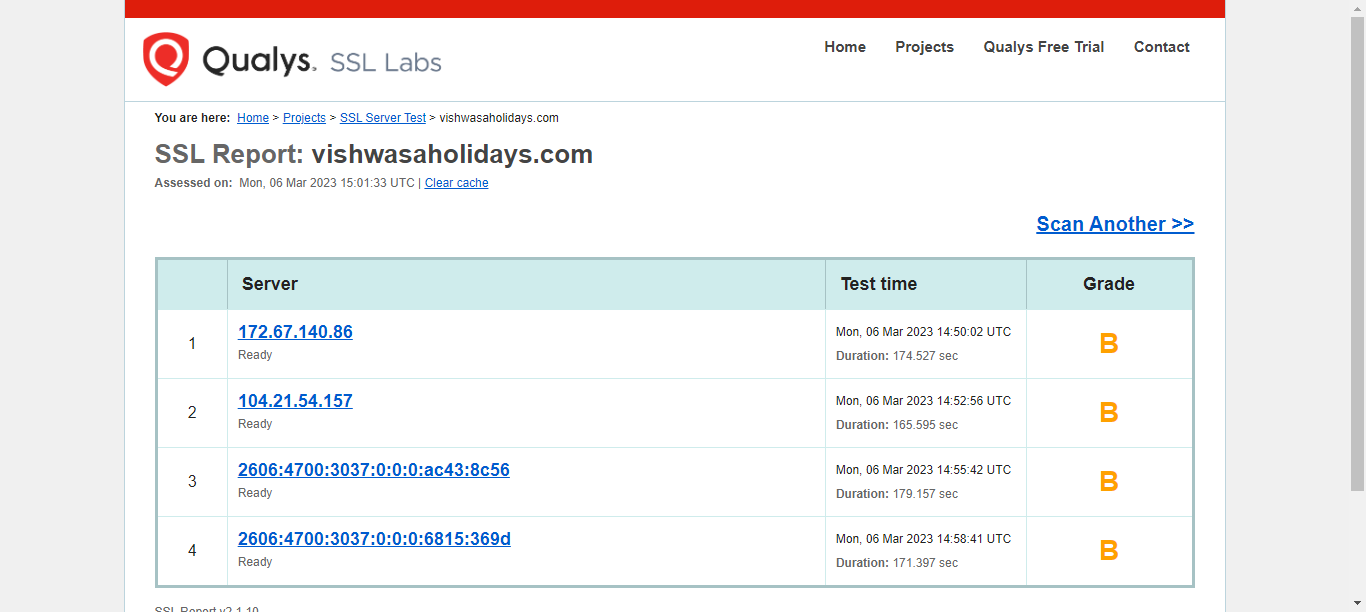 Qualys. SSL Labs
Home Projects Qualys Free Trial Contact
You are here: Home > Projects > SSL Server Test > vishwasaholidays.com
SSL Report: vishwasaholidays.com
Assessed on: Mon, 06 Mar 2023 15:01:33 UTC | Clear cache
Scan Another >>
Server Test time Grade
1 172.67.140.86 Ready Mon, 06 Mar 2023 14:50:02 UTC Duration: 174.527 sec B
2 104.21.54.157 Ready Mon, 06 Mar 2023 14:52:56 UTC Duration: 165.595 sec B
3 2606:4700:3037:0:0:0:ac43:8c56 Ready Mon, 06 Mar 2023 14:55:42 UTC Duration: 179.157 sec B
4 2606:4700:3037:0:0:0:6815:369d Ready Mon, 06 Mar 2023 14:58:41 UTC Duration: 171.397 sec B
SSL Report v2.1.10